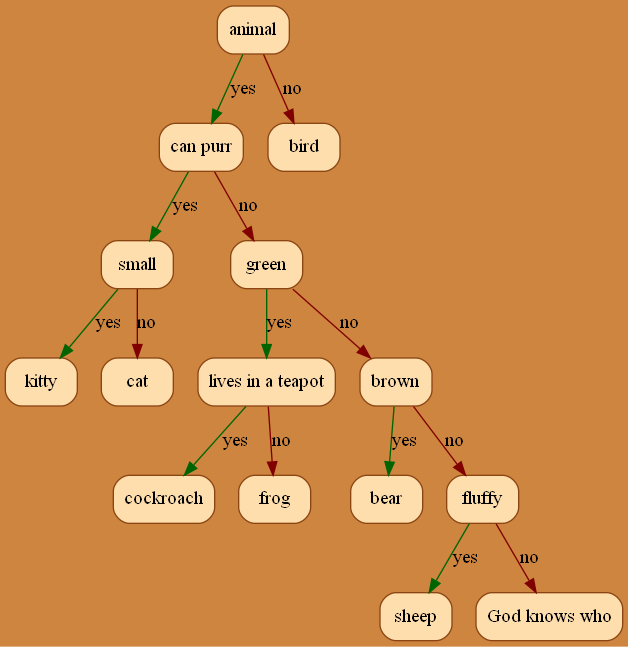 animal
yes no
can purr bird
yes no
small green
yes no yes no
kitty cat lives in a teapot brown
yes no yes no
cockroach frog bear fluffy
yes no
sheep God knows who